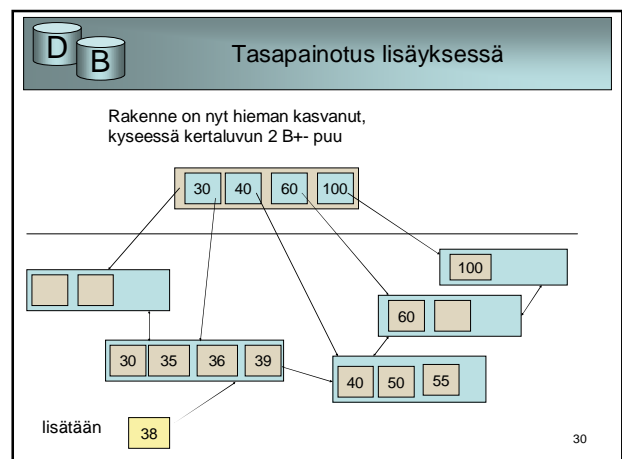 D
B
Tasapainotus lisäyksessä
Rakenne on nyt hieman kasvanut,
kyseessä kertaluvun 2 B+- puu
30 40 60 100
100
60
30 35 36 39
40 50 55
lisätään 38
30